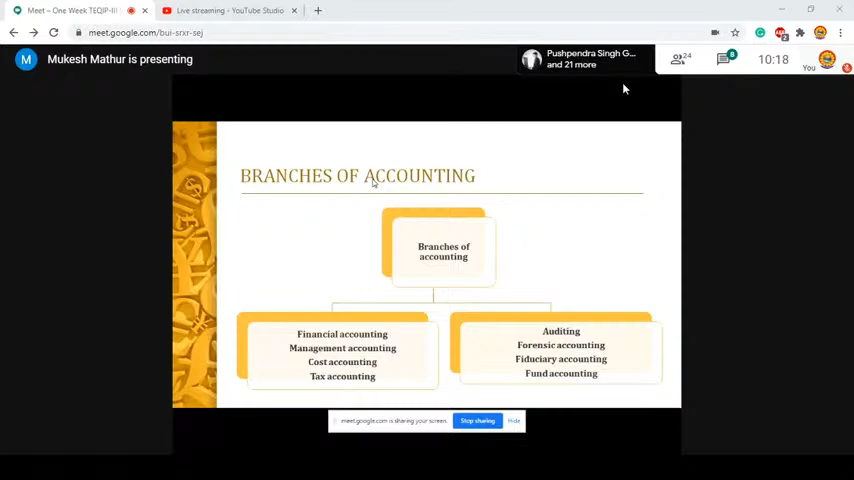 Meet – One Week TEQIP-III S
Live streaming - YouTube Studio
meet.google.com/bui-srxr-sej
M
Mukesh Mathur is presenting
Pushpendra Singh G...
and 21 more
24
8
10:18
You
BRANCHES OF ACCOUNTING
Branches of
accounting
Financial accounting
Management accounting
Cost accounting
Tax accounting
Auditing
Forensic accounting
Fiduciary accounting
Fund accounting
meet.google.com is sharing your screen.
Stop sharing
Hide